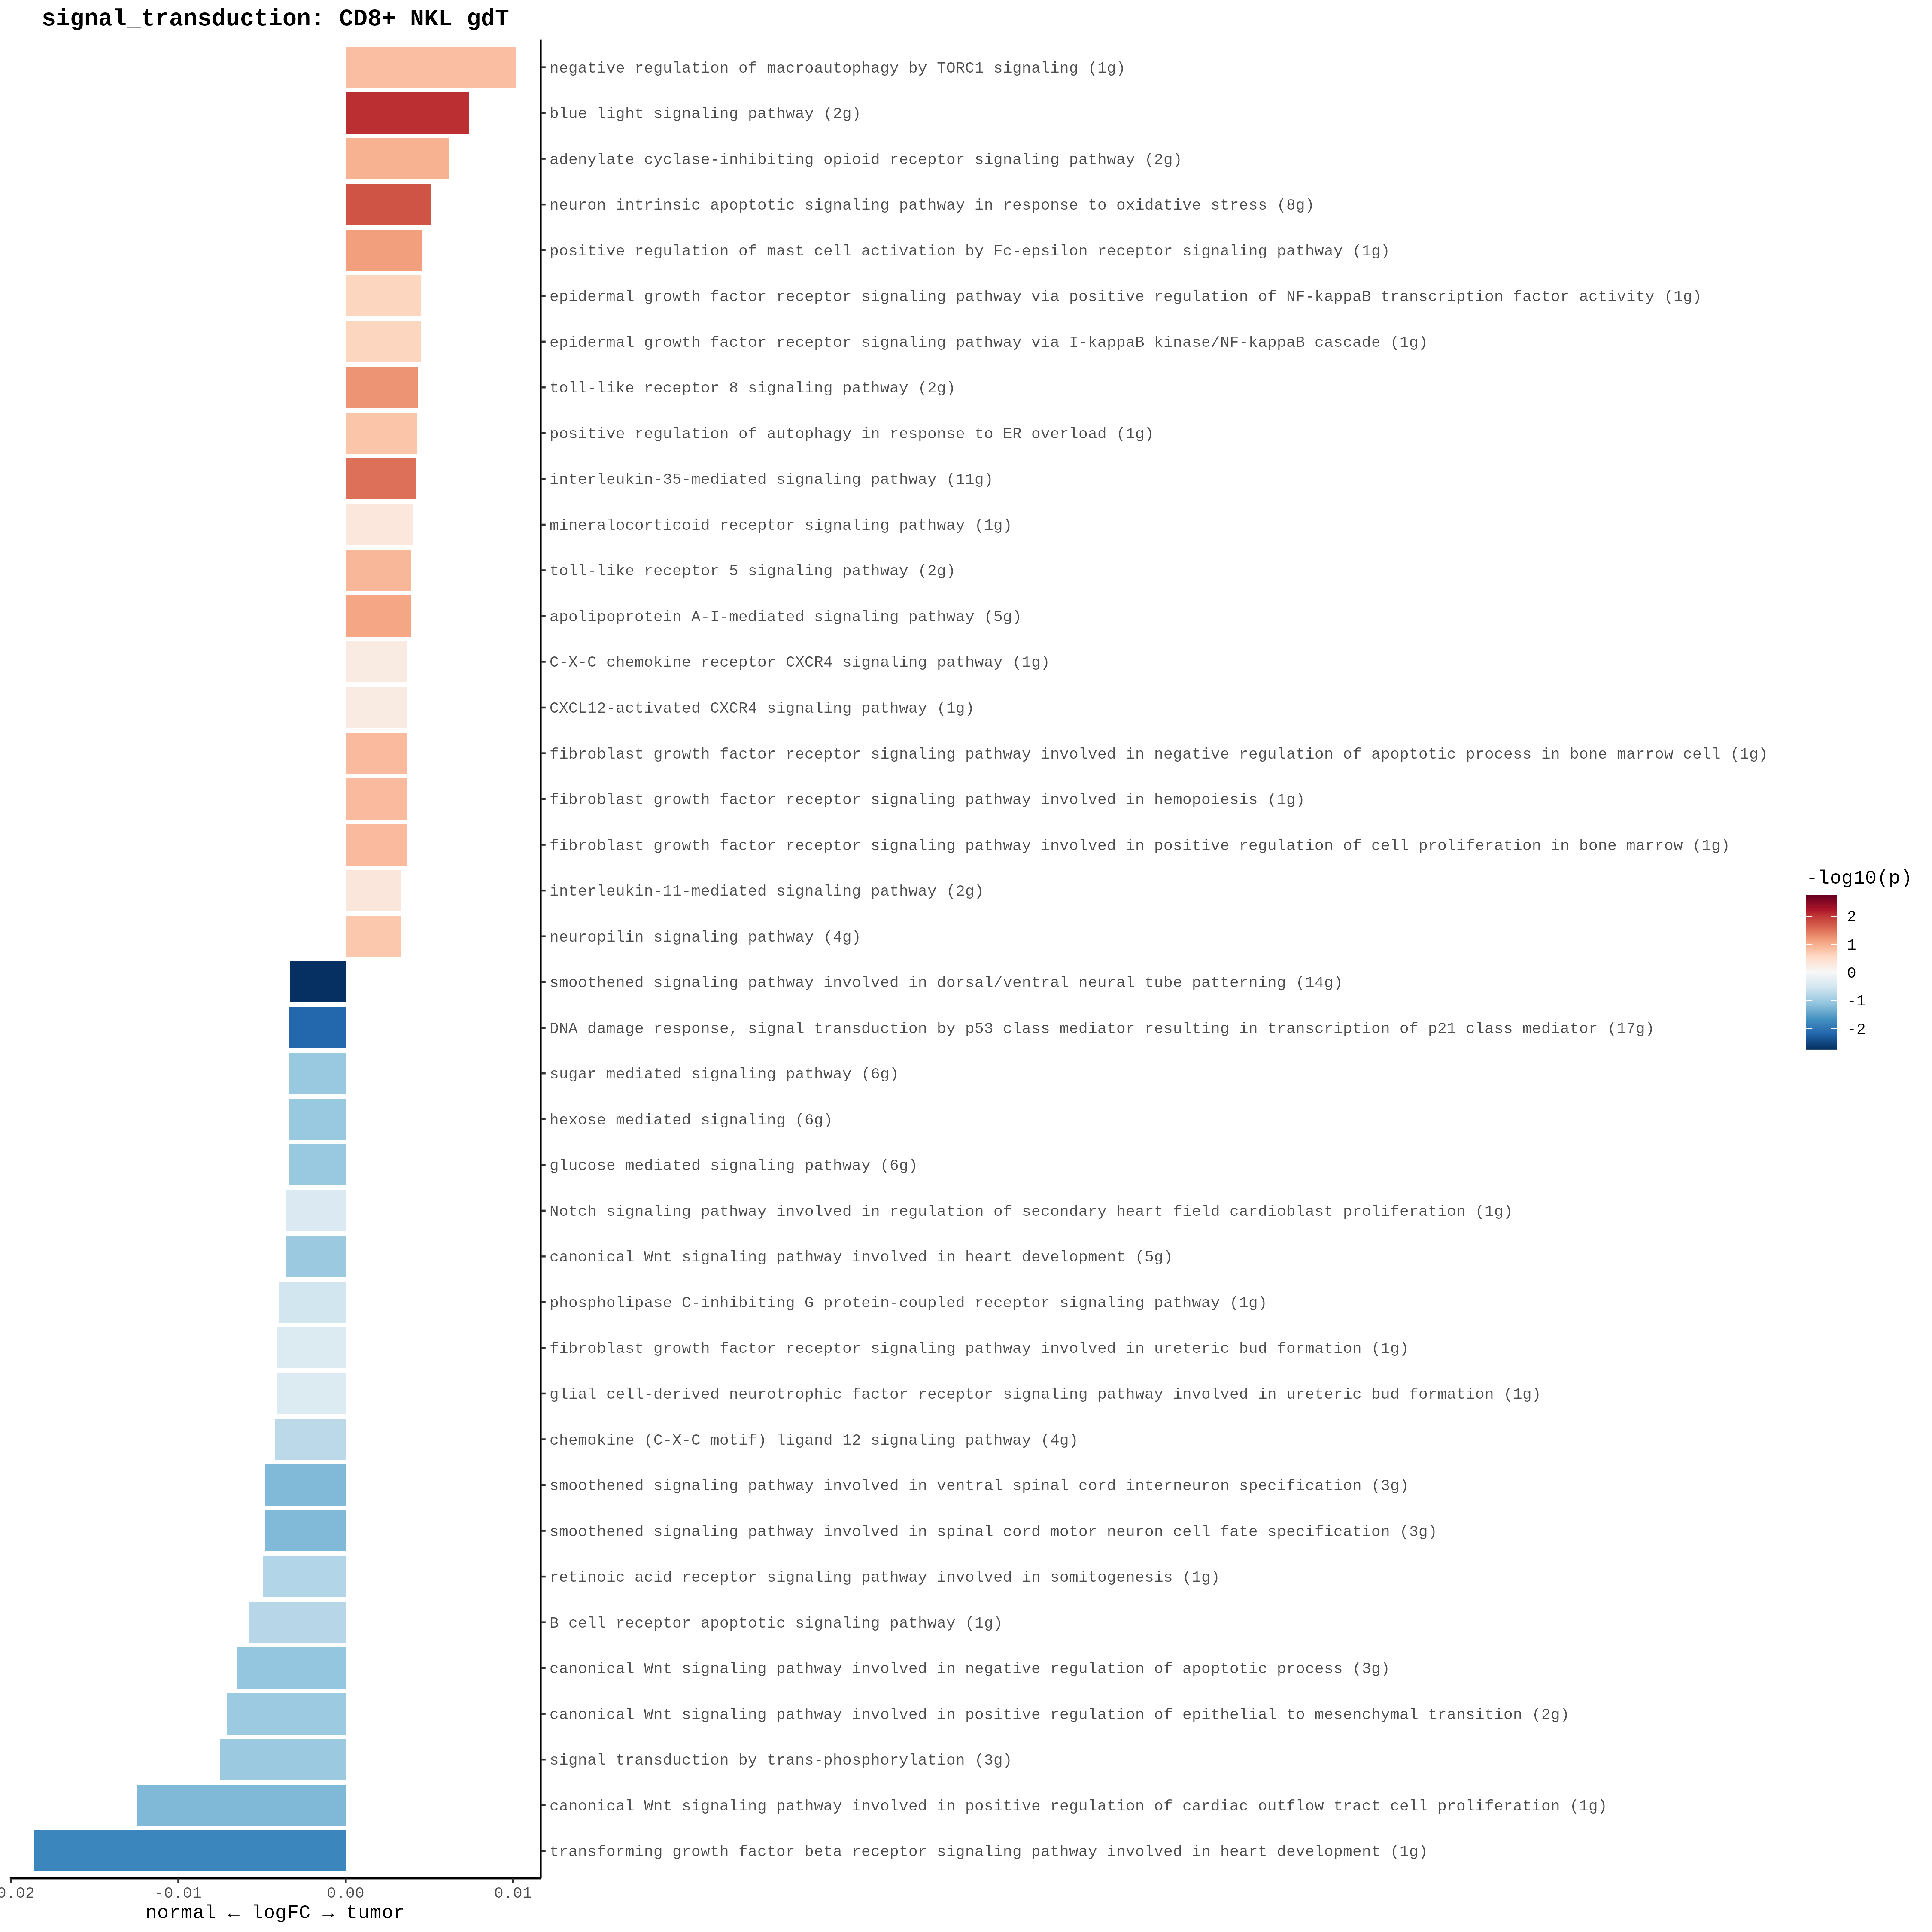 signal_transduction: CD8+ NKL gdT
negative regulation of macroautophagy by TORC1 signaling (1g)
blue light signaling pathway (2g)
adenylate cyclase-inhibiting opioid receptor signaling pathway (2g)
neuron intrinsic apoptotic signaling pathway in response to oxidative stress (8g)
positive regulation of mast cell activation by Fc-epsilon receptor signaling pathway (1g)
epidermal growth factor receptor signaling pathway via positive regulation of NF-kappaB transcription factor activity (1g)
epidermal growth factor receptor signaling pathway via I-kappaB kinase/NF-kappaB cascade (1g)
toll-like receptor 8 signaling pathway (2g)
positive regulation of autophagy in response to ER overload (1g)
interleukin-35-mediated signaling pathway (11g)
mineralocorticoid receptor signaling pathway (1g)
toll-like receptor 5 signaling pathway (2g)
apolipoprotein A-I-mediated signaling pathway (5g)
C-X-C chemokine receptor CXCR4 signaling pathway (1g)
CXCL12-activated CXCR4 signaling pathway (1g)
fibroblast growth factor receptor signaling pathway involved in negative regulation of apoptotic process in bone marrow cell (1g)
fibroblast growth factor receptor signaling pathway involved in hemopoiesis (1g)
fibroblast growth factor receptor signaling pathway involved in positive regulation of cell proliferation in bone marrow (1g)
interleukin-11-mediated signaling pathway (2g)
neuropilin signaling pathway (4g)
smoothened signaling pathway involved in dorsal/ventral neural tube patterning (14g)
DNA damage response, signal transduction by p53 class mediator resulting in transcription of p21 class mediator (17g)
sugar mediated signaling pathway (6g)
hexose mediated signaling (6g)
glucose mediated signaling pathway (6g)
Notch signaling pathway involved in regulation of secondary heart field cardioblast proliferation (1g)
canonical Wnt signaling pathway involved in heart development (5g)
phospholipase C-inhibiting G protein-coupled receptor signaling pathway (1g)
fibroblast growth factor receptor signaling pathway involved in ureteric bud formation (1g)
glial cell-derived neurotrophic factor receptor signaling pathway involved in ureteric bud formation (1g)
chemokine (C-X-C motif) ligand 12 signaling pathway (4g)
smoothened signaling pathway involved in ventral spinal cord interneuron specification (3g)
smoothened signaling pathway involved in spinal cord motor neuron cell fate specification (3g)
retinoic acid receptor signaling pathway involved in somitogenesis (1g)
B cell receptor apoptotic signaling pathway (1g)
canonical Wnt signaling pathway involved in negative regulation of apoptotic process (3g)
canonical Wnt signaling pathway involved in positive regulation of epithelial to mesenchymal transition (2g)
signal transduction by trans-phosphorylation (3g)
canonical Wnt signaling pathway involved in positive regulation of cardiac outflow tract cell proliferation (1g)
transforming growth factor beta receptor signaling pathway involved in heart development (1g)
0.02 -0.01 0.00 0.01
normal ← logFC → tumor
-log10(p)
2
1
0
-1
-2